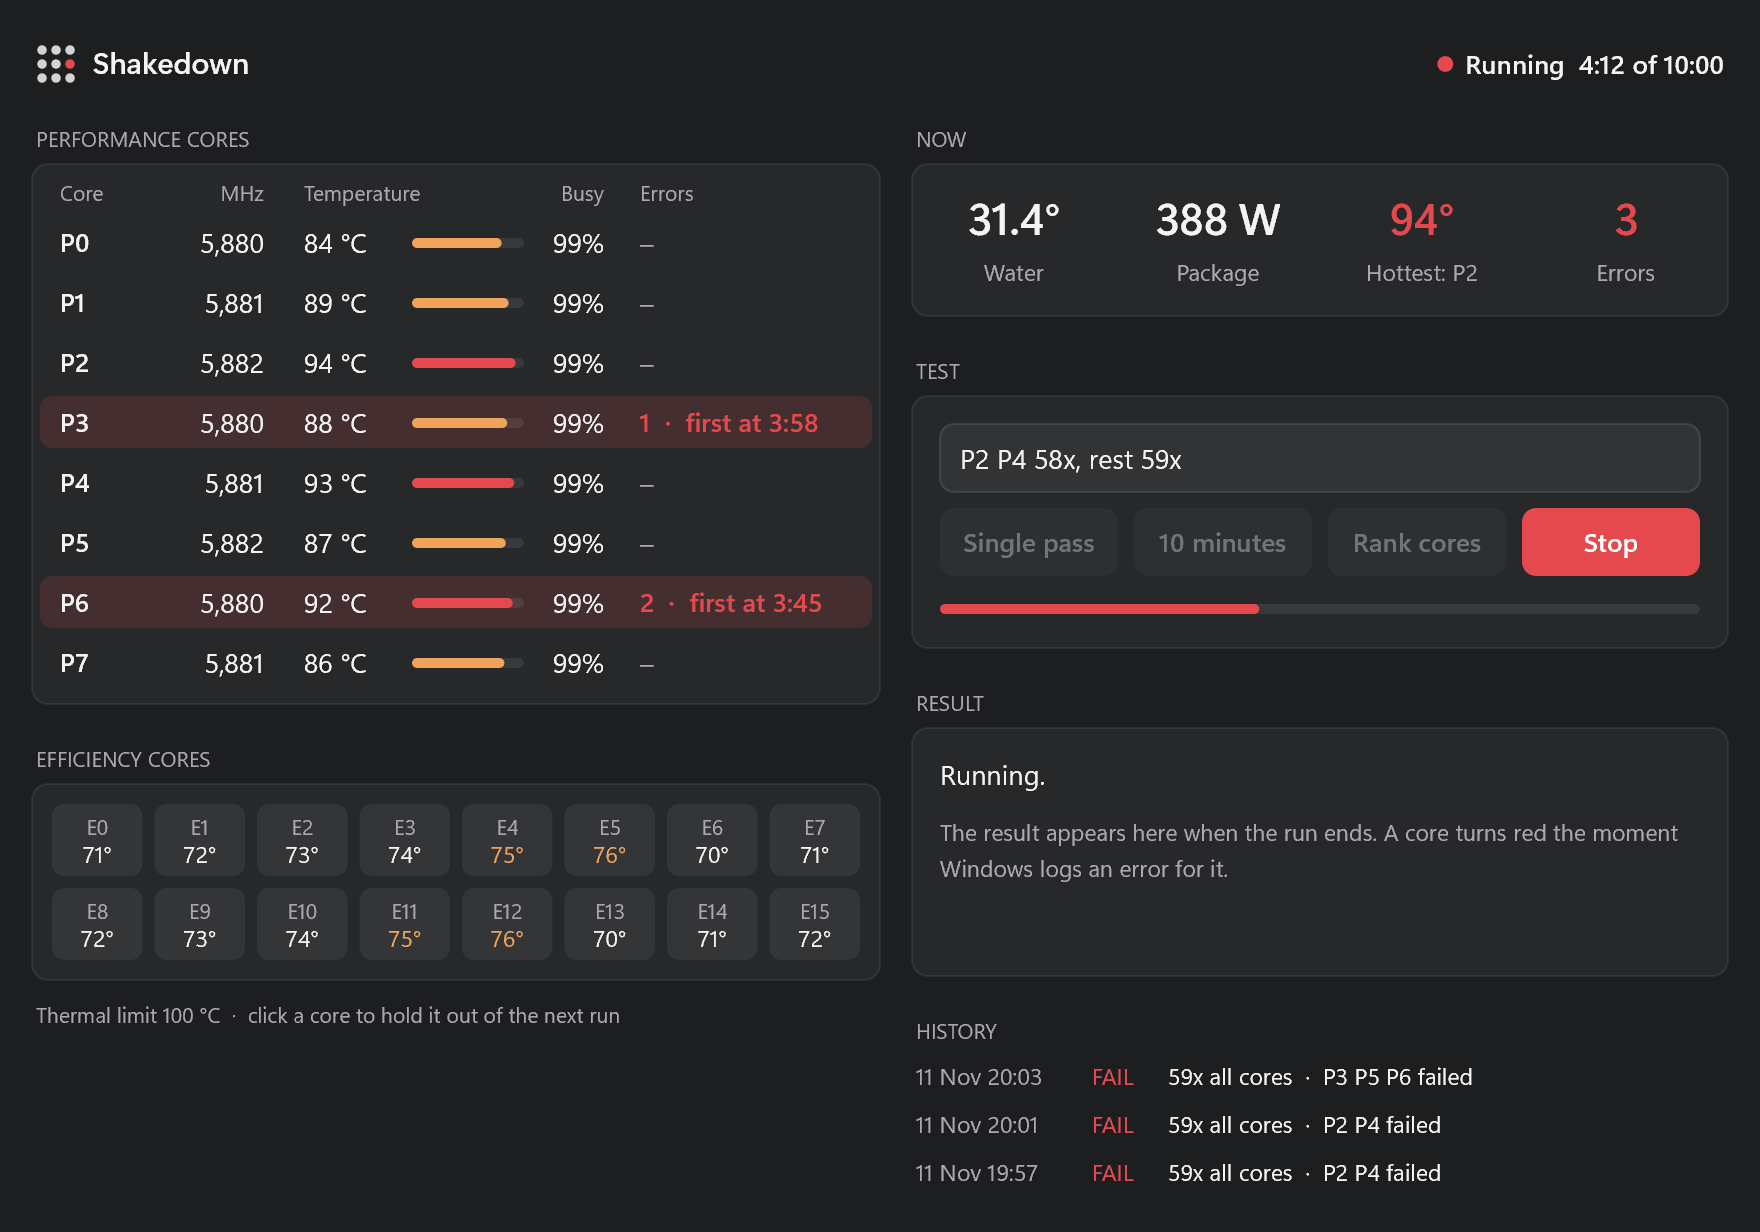 Shakedown
Running 4:12 of 10:00
PERFORMANCE CORES
Core MHz Temperature Busy Errors
P0 5,880 84 °C 99% –
P1 5,881 89 °C 99% –
P2 5,882 94 °C 99% –
P3 5,880 88 °C 99% 1 · first at 3:58
P4 5,881 93 °C 99% –
P5 5,882 87 °C 99% –
P6 5,880 92 °C 99% 2 · first at 3:45
P7 5,881 86 °C 99% –
EFFICIENCY CORES
E0 E1 E2 E3 E4 E5 E6 E7
71° 72° 73° 74° 75° 76° 70° 71°
E8 E9 E10 E11 E12 E13 E14 E15
72° 73° 74° 75° 76° 70° 71° 72°
Thermal limit 100 °C · click a core to hold it out of the next run
NOW
31.4° 388 W 94° 3
Water Package Hottest: P2 Errors
TEST
P2 P4 58x, rest 59x
Single pass 10 minutes Rank cores Stop
RESULT
Running.
The result appears here when the run ends. A core turns red the moment
Windows logs an error for it.
HISTORY
11 Nov 20:03 FAIL 59x all cores · P3 P5 P6 failed
11 Nov 20:01 FAIL 59x all cores · P2 P4 failed
11 Nov 19:57 FAIL 59x all cores · P2 P4 failed